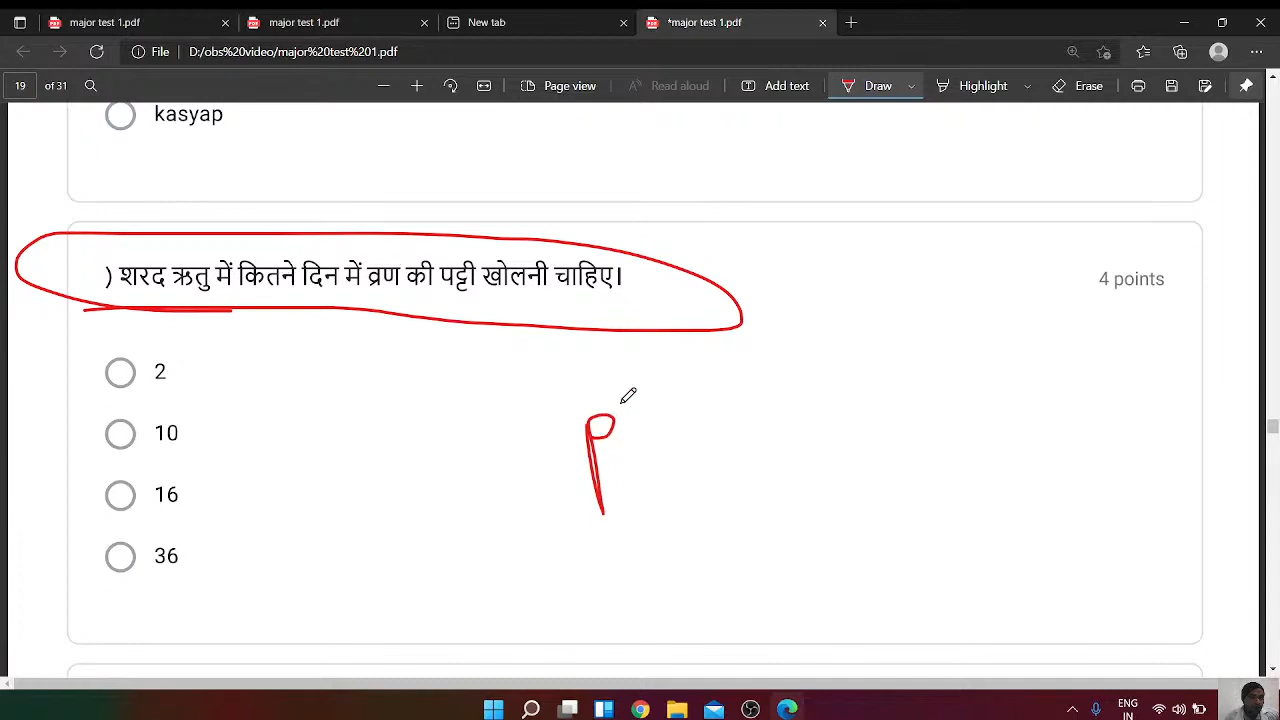 major test 1.pdf
major test 1.pdf
New tab
*major test 1.pdf
File D:/obs%20video/major%20test%201.pdf
19 of 31
Page view
Read aloud
Add text
Draw
Highlight
Erase
kasyap
) शरद ऋतु में कितने दिन में व्रण की पट्टी खोलनी चाहिए।
4 points
2
10
16
36
P
ENG
IN